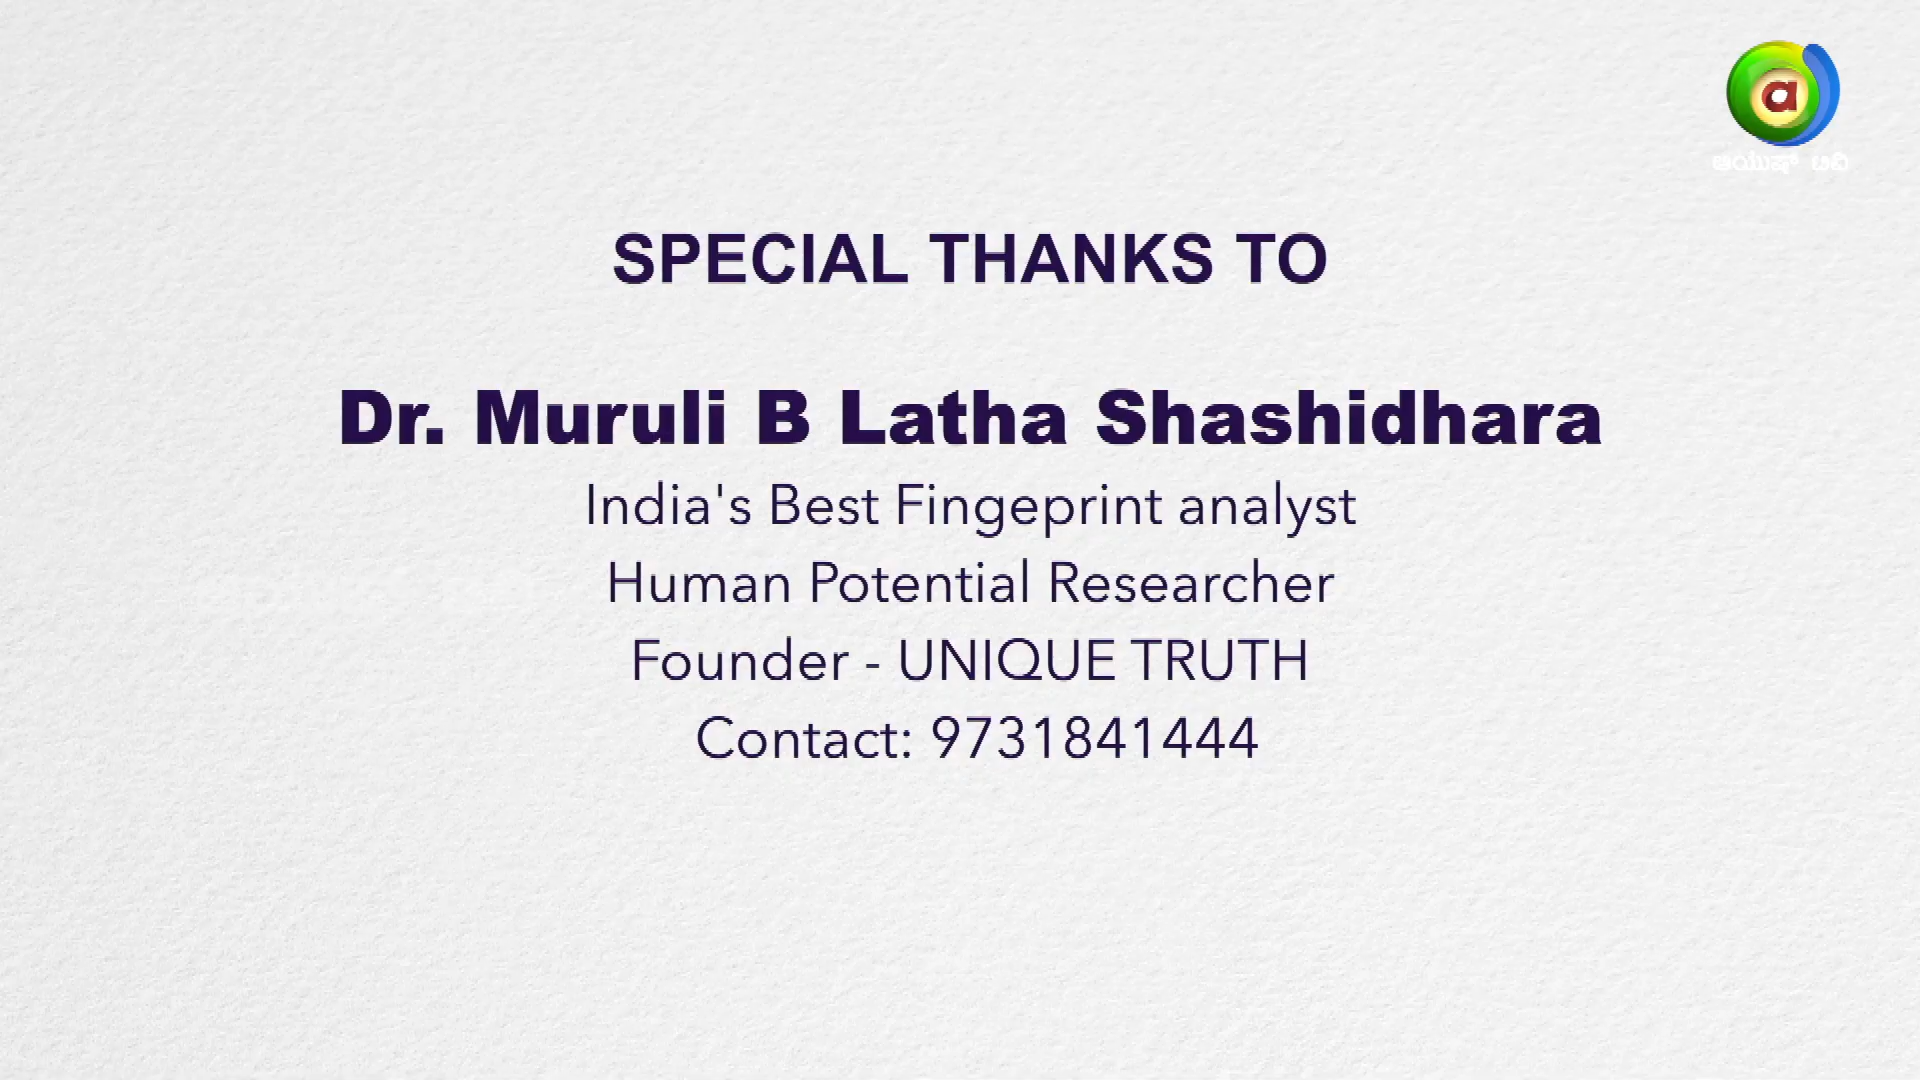 a
SPECIAL THANKS TO
Dr. Muruli B Latha Shashidhara
India's Best Fingeprint analyst
Human Potential Researcher
Founder - UNIQUE TRUTH
Contact: 9731841444